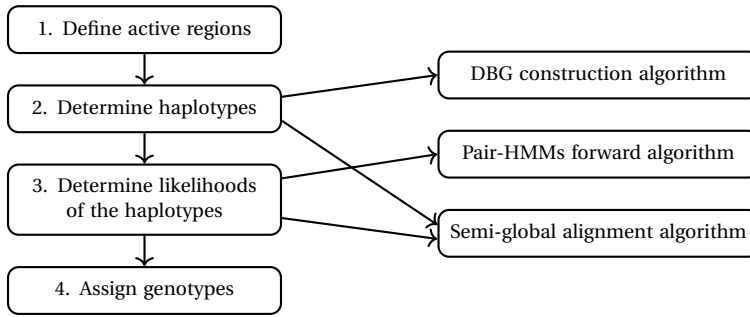 1. Define active regions
2. Determine haplotypes
3. Determine likelihoods
of the haplotypes
4. Assign genotypes
DBG construction algorithm
Pair-HMMs forward algorithm
Semi-global alignment algorithm